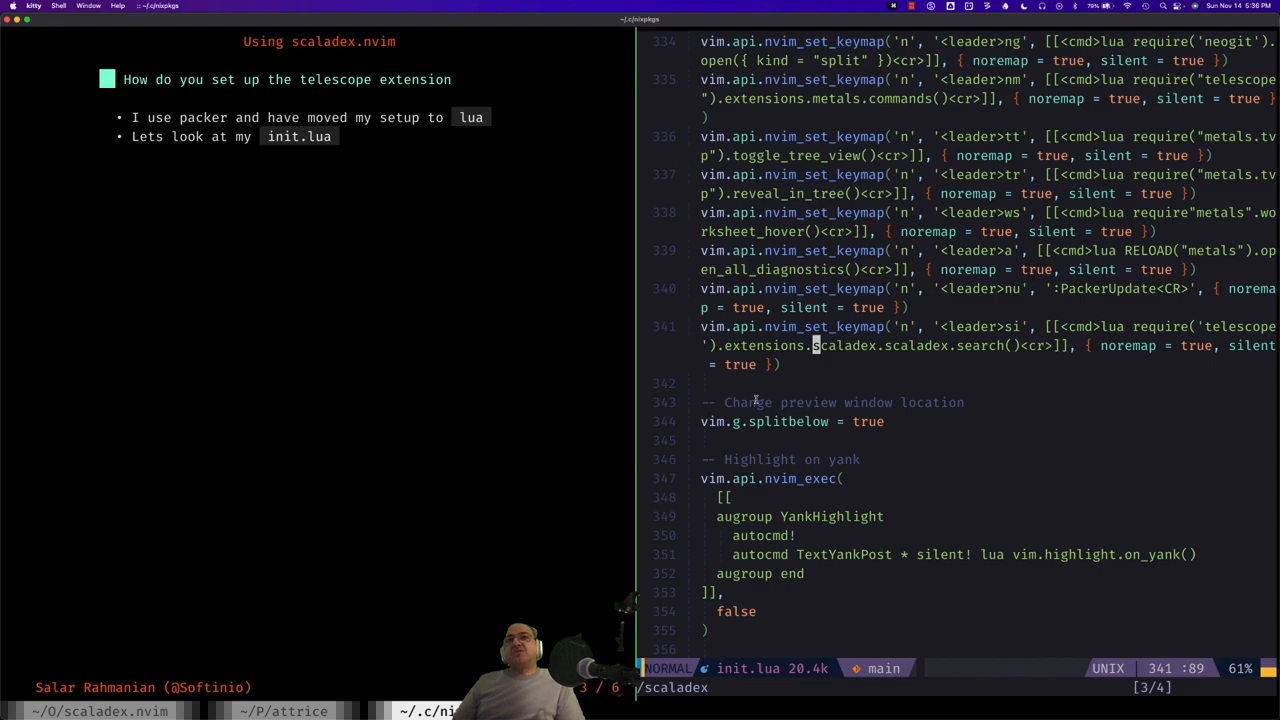 kitty Shell Window Help :: ~/.c/nixpkgs
79% Sun Nov 14 5:36 PM
~/.c/nixpkgs
Using scaladex.nvim
How do you set up the telescope extension
• I use packer and have moved my setup to lua
• Lets look at my init.lua
Salar Rahmanian (@Softinio) 3 / 6
334 vim.api.nvim_set_keymap('n', '<leader>ng', [[<cmd>lua require('neogit').
open({ kind = "split" })<cr>]], { noremap = true, silent = true })
335 vim.api.nvim_set_keymap('n', '<leader>nm', [[<cmd>lua require("telescope
").extensions.metals.commands()<cr>]], { noremap = true, silent = true }
)
336 vim.api.nvim_set_keymap('n', '<leader>tt', [[<cmd>lua require("metals.tv
p").toggle_tree_view()<cr>]], { noremap = true, silent = true })
337 vim.api.nvim_set_keymap('n', '<leader>tr', [[<cmd>lua require("metals.tv
p").reveal_in_tree()<cr>]], { noremap = true, silent = true })
338 vim.api.nvim_set_keymap('n', '<leader>ws', [[<cmd>lua require"metals".wo
rksheet_hover()<cr>]], { noremap = true, silent = true })
339 vim.api.nvim_set_keymap('n', '<leader>a', [[<cmd>lua RELOAD("metals").op
en_all_diagnostics()<cr>]], { noremap = true, silent = true })
340 vim.api.nvim_set_keymap('n', '<leader>nu', ':PackerUpdate<CR>', { norema
p = true, silent = true })
341 vim.api.nvim_set_keymap('n', '<leader>si', [[<cmd>lua require('telescope
').extensions.scaladex.scaladex.search()<cr>]], { noremap = true, silent
= true })
342
343 -- Change preview window location
344 vim.g.splitbelow = true
345
346 -- Highlight on yank
347 vim.api.nvim_exec(
348 [[
349 augroup YankHighlight
350 autocmd!
351 autocmd TextYankPost * silent! lua vim.highlight.on_yank()
352 augroup end
353 ]],
354 false
355 )
356
NORMAL init.lua 20.4k main UNIX 341 :89 61%
/scaladex [3/4]
~/O/scaladex.nvim ~/P/attrice ~/.c/ni